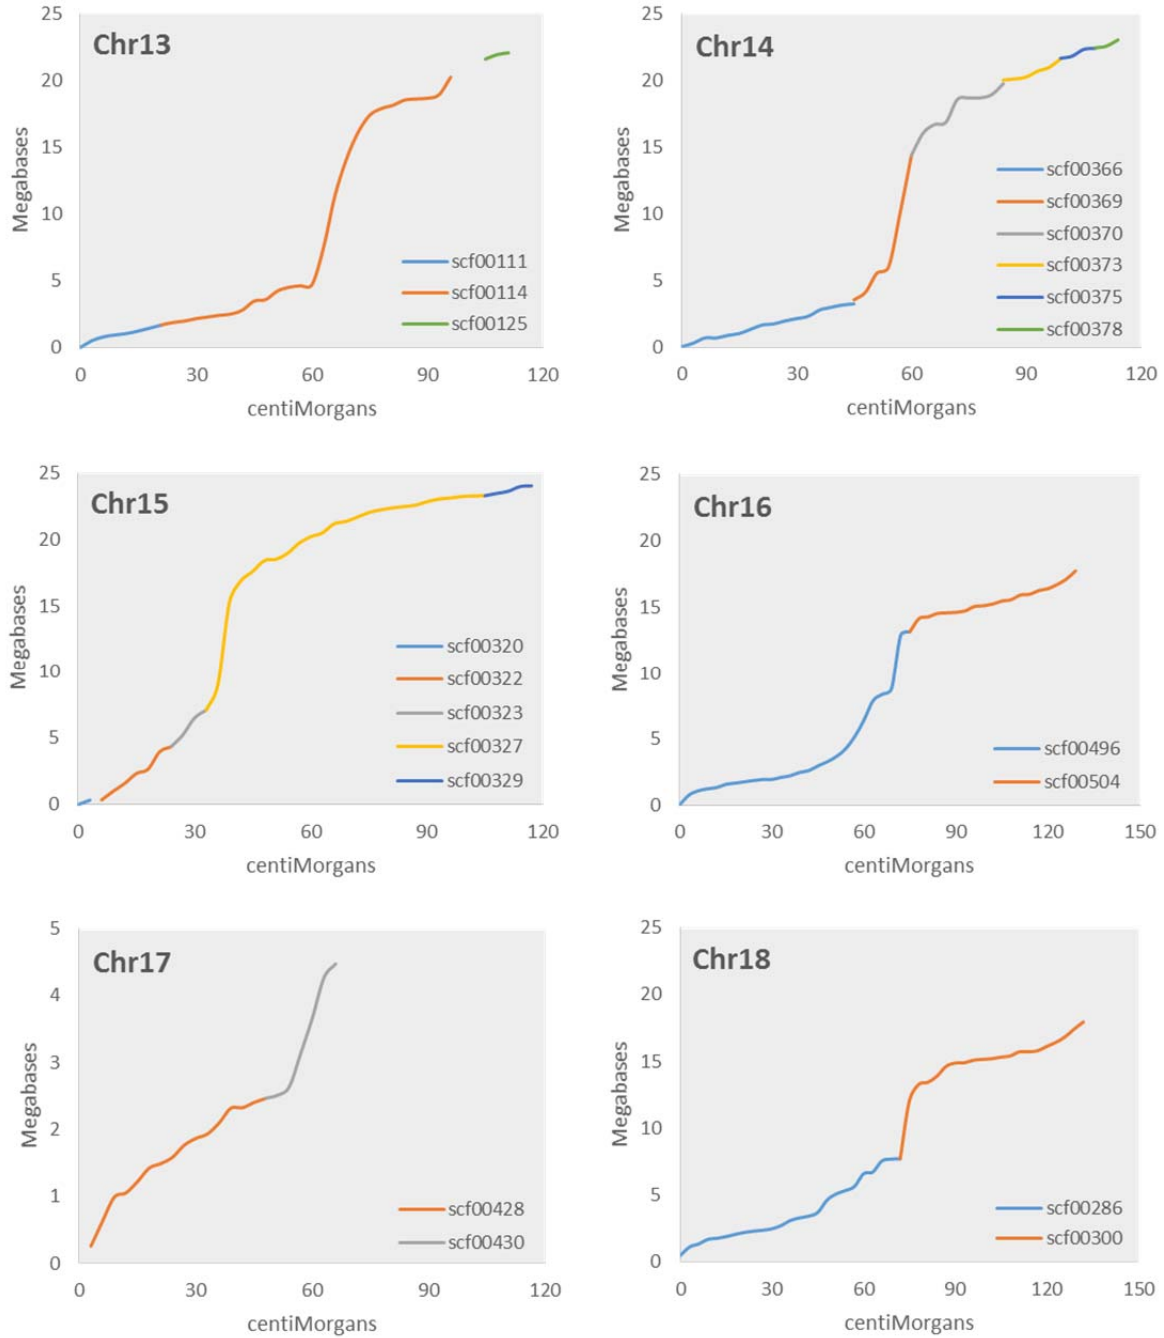 Chr13
25
20
15
10
5
0
Megabases
scf00111
scf00114
scf00125
0 30 60 90 120
centiMorgans
Chr14
25
20
15
10
5
0
Megabases
scf00366
scf00369
scf00370
scf00373
scf00375
scf00378
0 30 60 90 120
centiMorgans
Chr15
25
20
15
10
5
0
Megabases
scf00320
scf00322
scf00323
scf00327
scf00329
0 30 60 90 120
centiMorgans
Chr16
25
20
15
10
5
0
Megabases
scf00496
scf00504
0 30 60 90 120 150
centiMorgans
Chr17
5
4
3
2
1
0
Megabases
scf00428
scf00430
0 30 60 90 120
centiMorgans
Chr18
25
20
15
10
5
0
Megabases
scf00286
scf00300
0 30 60 90 120 150
centiMorgans